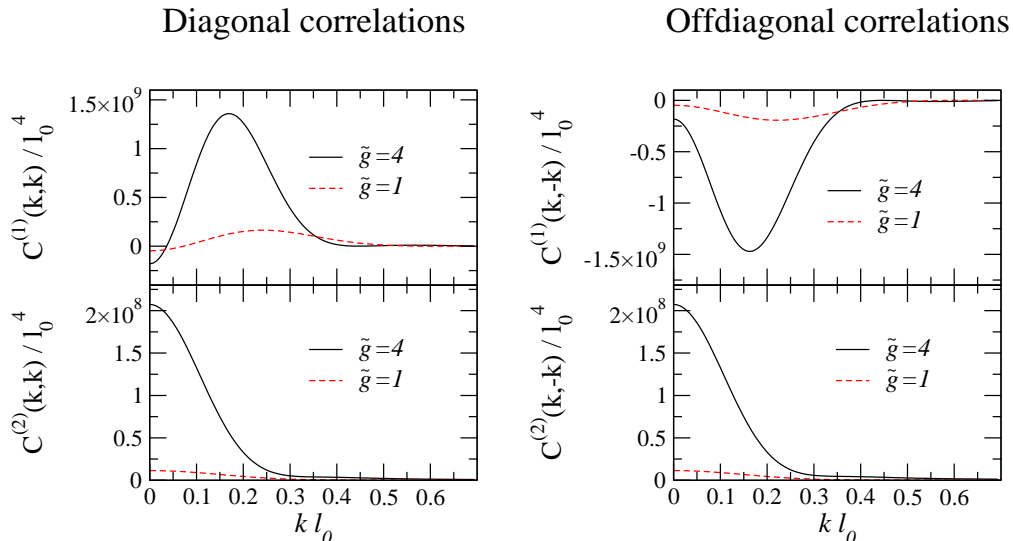 Diagonal correlations
Offdiagonal correlations
C^(1)(k,k) / l_0^4
1.5×10^9
1
0.5
0
g̃=4
g̃=1
C^(2)(k,k) / l_0^4
2×10^8
1.5
1
0.5
0
g̃=4
g̃=1
0 0.1 0.2 0.3 0.4 0.5 0.6
k l_0
C^(1)(k,-k) / l_0^4
0
-0.5
-1
-1.5×10^9
g̃=4
g̃=1
C^(2)(k,-k) / l_0^4
2×10^8
1.5
1
0.5
0
g̃=4
g̃=1
0 0.1 0.2 0.3 0.4 0.5 0.6
k l_0